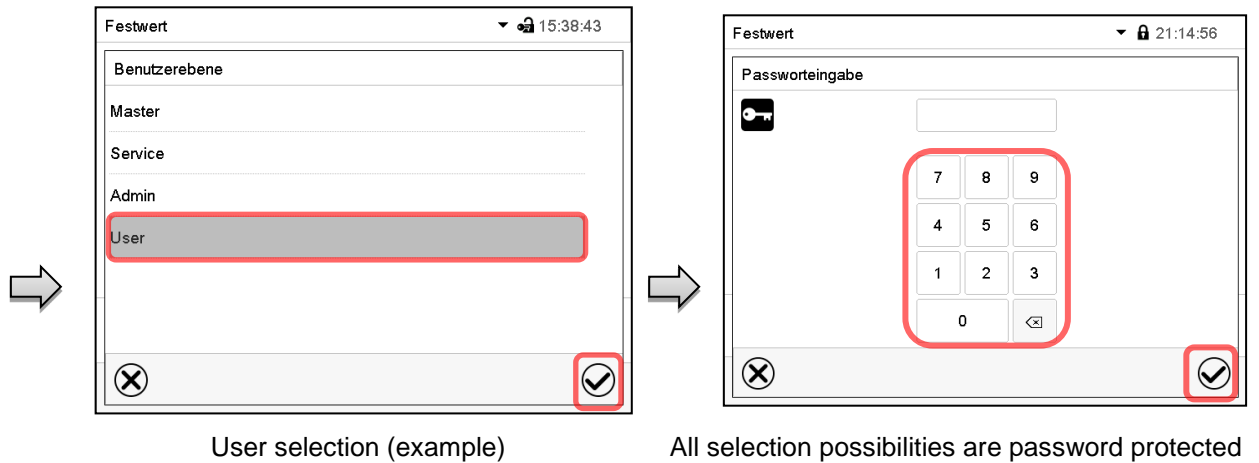 Festwert 15:38:43
Benutzerebene
Master
Service
Admin
User
Festwert 21:14:56
Passworteingabe
7 8 9
4 5 6
1 2 3
0
User selection (example)
All selection possibilities are password protected